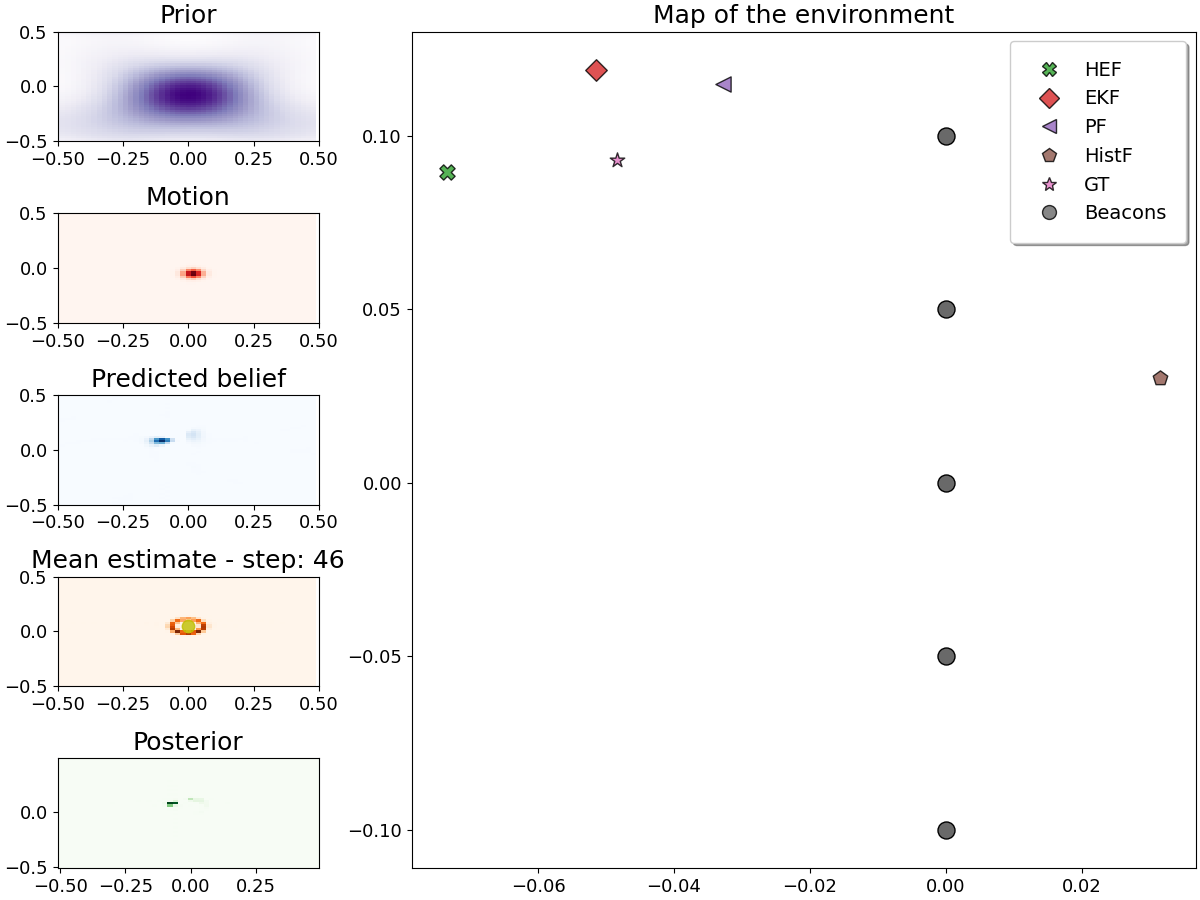 Prior
0.5
0.0
−0.5
−0.50 −0.25 0.00 0.25 0.50
Motion
0.5
0.0
−0.5
−0.50 −0.25 0.00 0.25 0.50
Predicted belief
0.5
0.0
−0.5
−0.50 −0.25 0.00 0.25 0.50
Mean estimate - step: 46
0.5
0.0
−0.5
−0.50 −0.25 0.00 0.25 0.50
Posterior
0.0
−0.5
−0.50 −0.25 0.00 0.25
Map of the environment
HEF
EKF
PF
HistF
GT
Beacons
0.10
0.05
0.00
−0.05
−0.10
−0.06 −0.04 −0.02 0.00 0.02